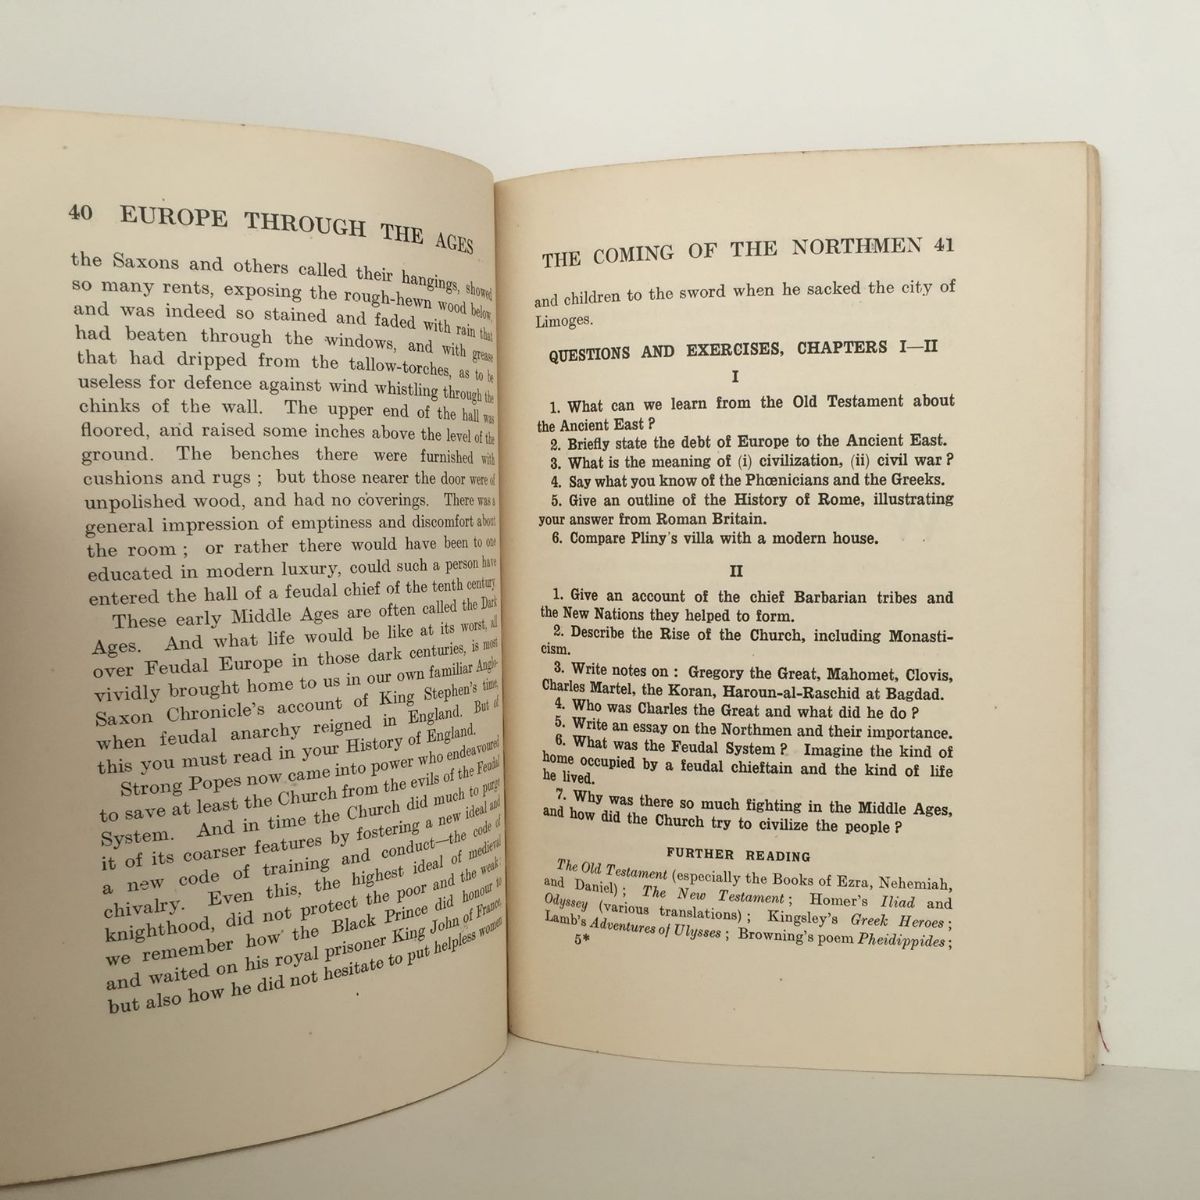 40 EUROPE THROUGH THE AGES
the Saxons and others called their hangings, showed
so many rents, exposing the rough-hewn wood below,
and was indeed so stained and faded with rain that
had beaten through the windows, and with grease
that had dripped from the tallow-torches, as to be
useless for defence against wind whistling through the
chinks of the wall. The upper end of the hall was
floored, and raised some inches above the level of the
ground. The benches there were furnished with
cushions and rugs ; but those nearer the door were of
unpolished wood, and had no coverings. There was a
general impression of emptiness and discomfort about
the room ; or rather there would have been to one
educated in modern luxury, could such a person have
entered the hall of a feudal chief of the tenth century
These early Middle Ages are often called the Dark
Ages. And what life would be like at its worst, all
over Feudal Europe in those dark centuries, is most
vividly brought home to us in our own familiar Anglo-
Saxon Chronicle's account of King Stephen's time,
when feudal anarchy reigned in England. But of
this you must read in your History of England.
Strong Popes now came into power who endeavoured
to save at least the Church from the evils of the Feudal
System. And in time the Church did much to purge
it of its coarser features by fostering a new ideal and
a new code of training and conduct—the code of
chivalry. Even this, the highest ideal of medieval
knighthood, did not protect the poor and the weak :
we remember how the Black Prince did honour to
and waited on his royal prisoner King John of France,
but also how he did not hesitate to put helpless women
THE COMING OF THE NORTHMEN 41
and children to the sword when he sacked the city of
Limoges.
QUESTIONS AND EXERCISES, CHAPTERS I—II
I
1. What can we learn from the Old Testament about
the Ancient East ?
2. Briefly state the debt of Europe to the Ancient East.
3. What is the meaning of (i) civilization, (ii) civil war ?
4. Say what you know of the Phœnicians and the Greeks.
5. Give an outline of the History of Rome, illustrating
your answer from Roman Britain.
6. Compare Pliny's villa with a modern house.
II
1. Give an account of the chief Barbarian tribes and
the New Nations they helped to form.
2. Describe the Rise of the Church, including Monasti-
cism.
3. Write notes on : Gregory the Great, Mahomet, Clovis,
Charles Martel, the Koran, Haroun-al-Raschid at Bagdad.
4. Who was Charles the Great and what did he do ?
5. Write an essay on the Northmen and their importance.
6. What was the Feudal System ? Imagine the kind of
home occupied by a feudal chieftain and the kind of life
he lived.
7. Why was there so much fighting in the Middle Ages,
and how did the Church try to civilize the people ?
FURTHER READING
The Old Testament (especially the Books of Ezra, Nehemiah,
and Daniel) ; The New Testament ; Homer's Iliad and
Odyssey (various translations) ; Kingsley's Greek Heroes ;
Lamb's Adventures of Ulysses ; Browning's poem Pheidippides ;
5*